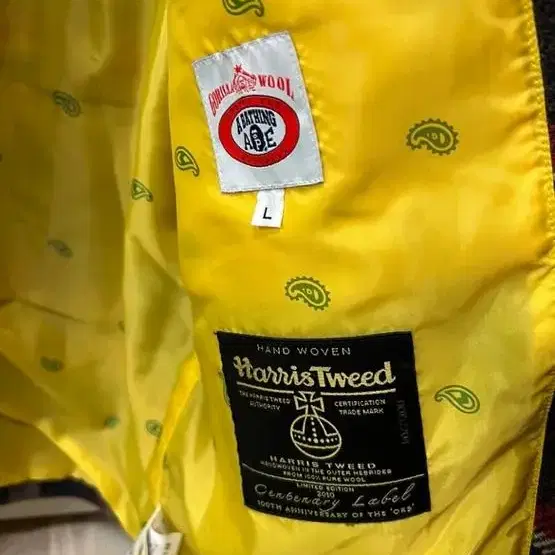 GORILLA WOOL
A BATHING
APE
L
HAND WOVEN
Harris Tweed
THE HARRIS TWEED
AUTHORITY
CERTIFICATION
TRADE MARK
HARRIS TWEED
HANDWOVEN IN THE OUTER HEBRIDES
FROM 100% PURE WOOL
LIMITED EDITION
2010
Centenary Label
100TH ANNIVERSARY OF THE 'ORB'